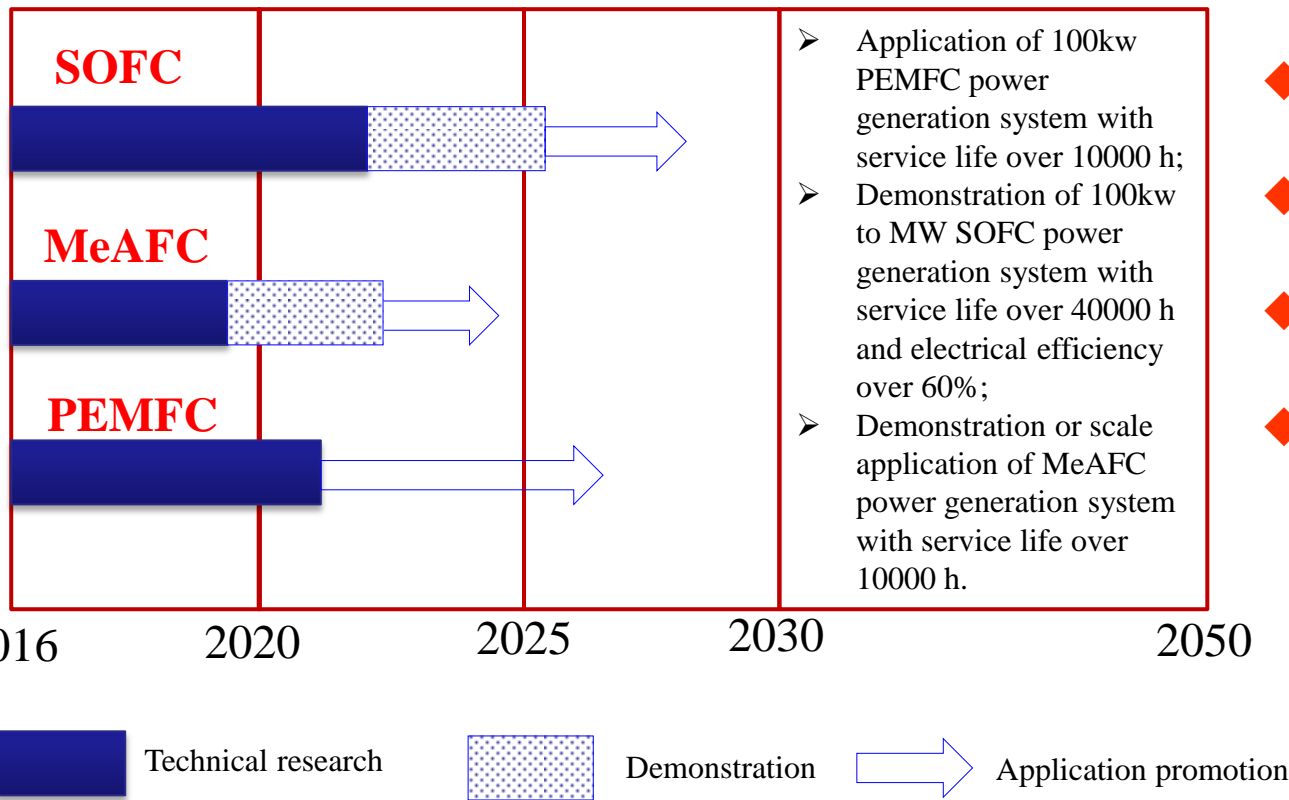 SOFC
MeAFC
PEMFC
➢ Application of 100kw
PEMFC power
generation system with
service life over 10000 h;
➢ Demonstration of 100kw
to MW SOFC power
generation system with
service life over 40000 h
and electrical efficiency
over 60%;
➢ Demonstration or scale
application of MeAFC
power generation system
with service life over
10000 h.
016 2020 2025 2030 2050
Technical research Demonstration Application promotion